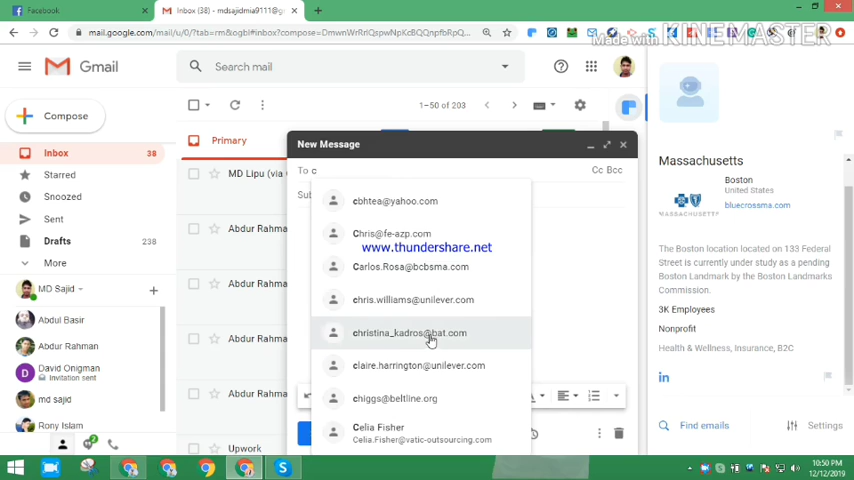 Facebook
Inbox (38) - mdsajidmia9111@g
mail.google.com/mail/u/0/?tab=rm&ogbl#inbox?compose=DmwnWrRlQspwvNpKcBQQnpfbRpQ...
Made with KINEMASTER
Gmail
Search mail
Compose
1–50 of 203
Inbox 38
Primary
Starred
Snoozed
Sent
Drafts 238
More
MD Sajid
Abdul Basir
Abdur Rahman
David Onigman
Invitation sent
md sajid
Rony Islam
2
MD Lipu (via
Abdur Rahma
Abdur Rahma
Abdur Rahma
Abdur Rahma
Upwork
New Message
To c
Cc Bcc
Sub
cbhtea@yahoo.com
Chris@fe-azp.com
www.thundershare.net
Carlos.Rosa@bcbsma.com
chris.williams@unilever.com
christina_kadros@bat.com
claire.harrington@unilever.com
chiggs@beltline.org
Celia Fisher
Celia.Fisher@vatic-outsourcing.com
Massachusetts
MASSACHUSETTS
Boston
United States
bluecrossma.com
The Boston location located on 133 Federal
Street is currently under study as a pending
Boston Landmark by the Boston Landmarks
Commission.
3K Employees
Nonprofit
Health & Wellness, Insurance, B2C
in
Find emails
Settings
10:50 PM
12/12/2019